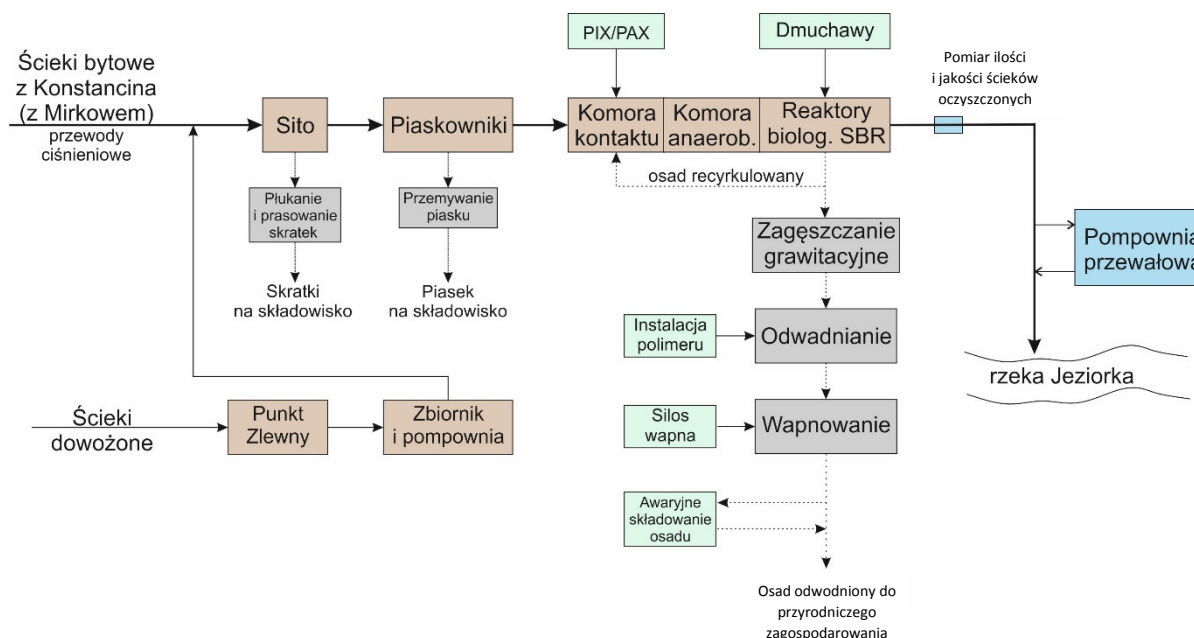 Ścieki bytowe
z Konstancina
(z Mirkowem)
przewody
ciśnieniowe
Sito
Piaskowniki
PIX/PAX
Dmuchawy
Komora
kontaktu
Komora
anaerob.
Reaktory
biolog. SBR
Pomiar ilości
i jakości ścieków
oczyszczonych
osad recyrkulowany
Płukanie
i prasowanie
skratek
Przemywanie
piasku
Skratki
na składowisko
Piasek
na składowisko
Zagęszczanie
grawitacyjne
Pompownia
przewałowa
Instalacja
polimeru
Odwadnianie
rzeka Jeziorka
Ścieki
dowożone
Punkt
Zlewny
Zbiornik
i pompownia
Silos
wapna
Wapnowanie
Awaryjne
składowanie
osadu
Osad odwodniony do
przyrodniczego
zagospodarowania